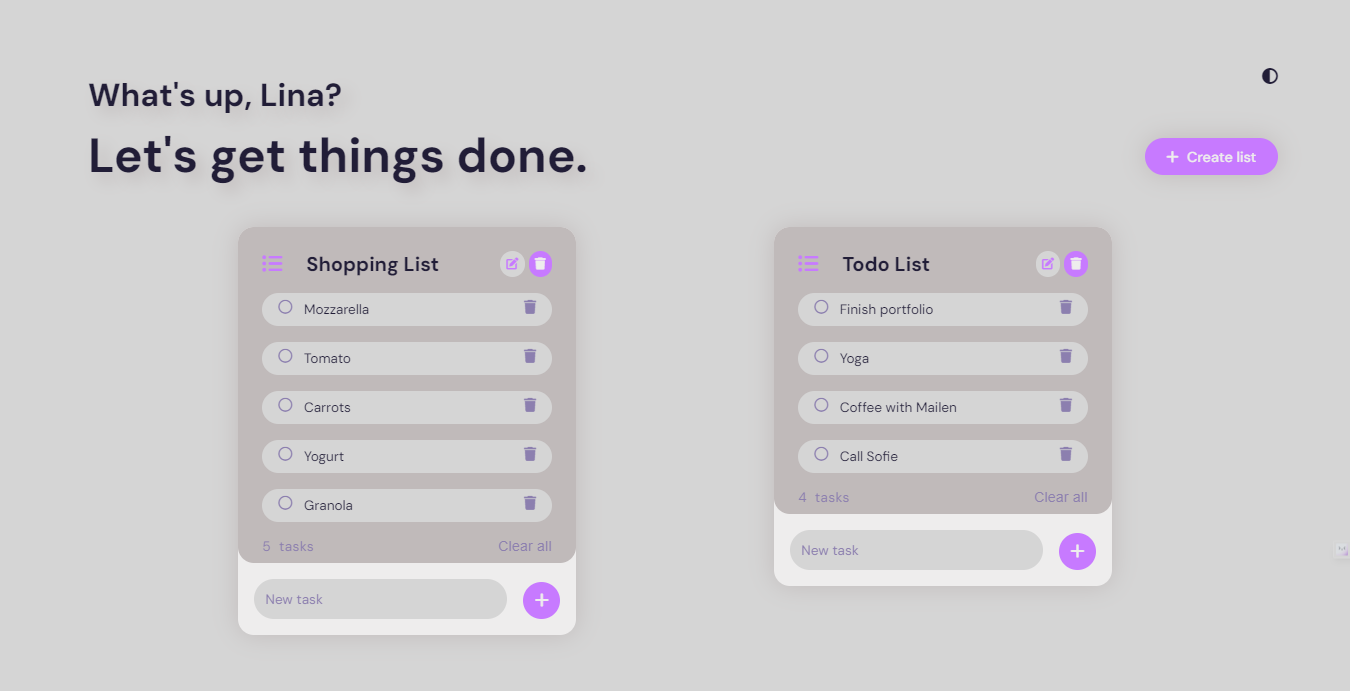 What's up, Lina?
Let's get things done.
Create list
Shopping List
Mozzarella
Tomato
Carrots
Yogurt
Granola
5 tasks
Clear all
New task
Todo List
Finish portfolio
Yoga
Coffee with Mailen
Call Sofie
4 tasks
Clear all
New task